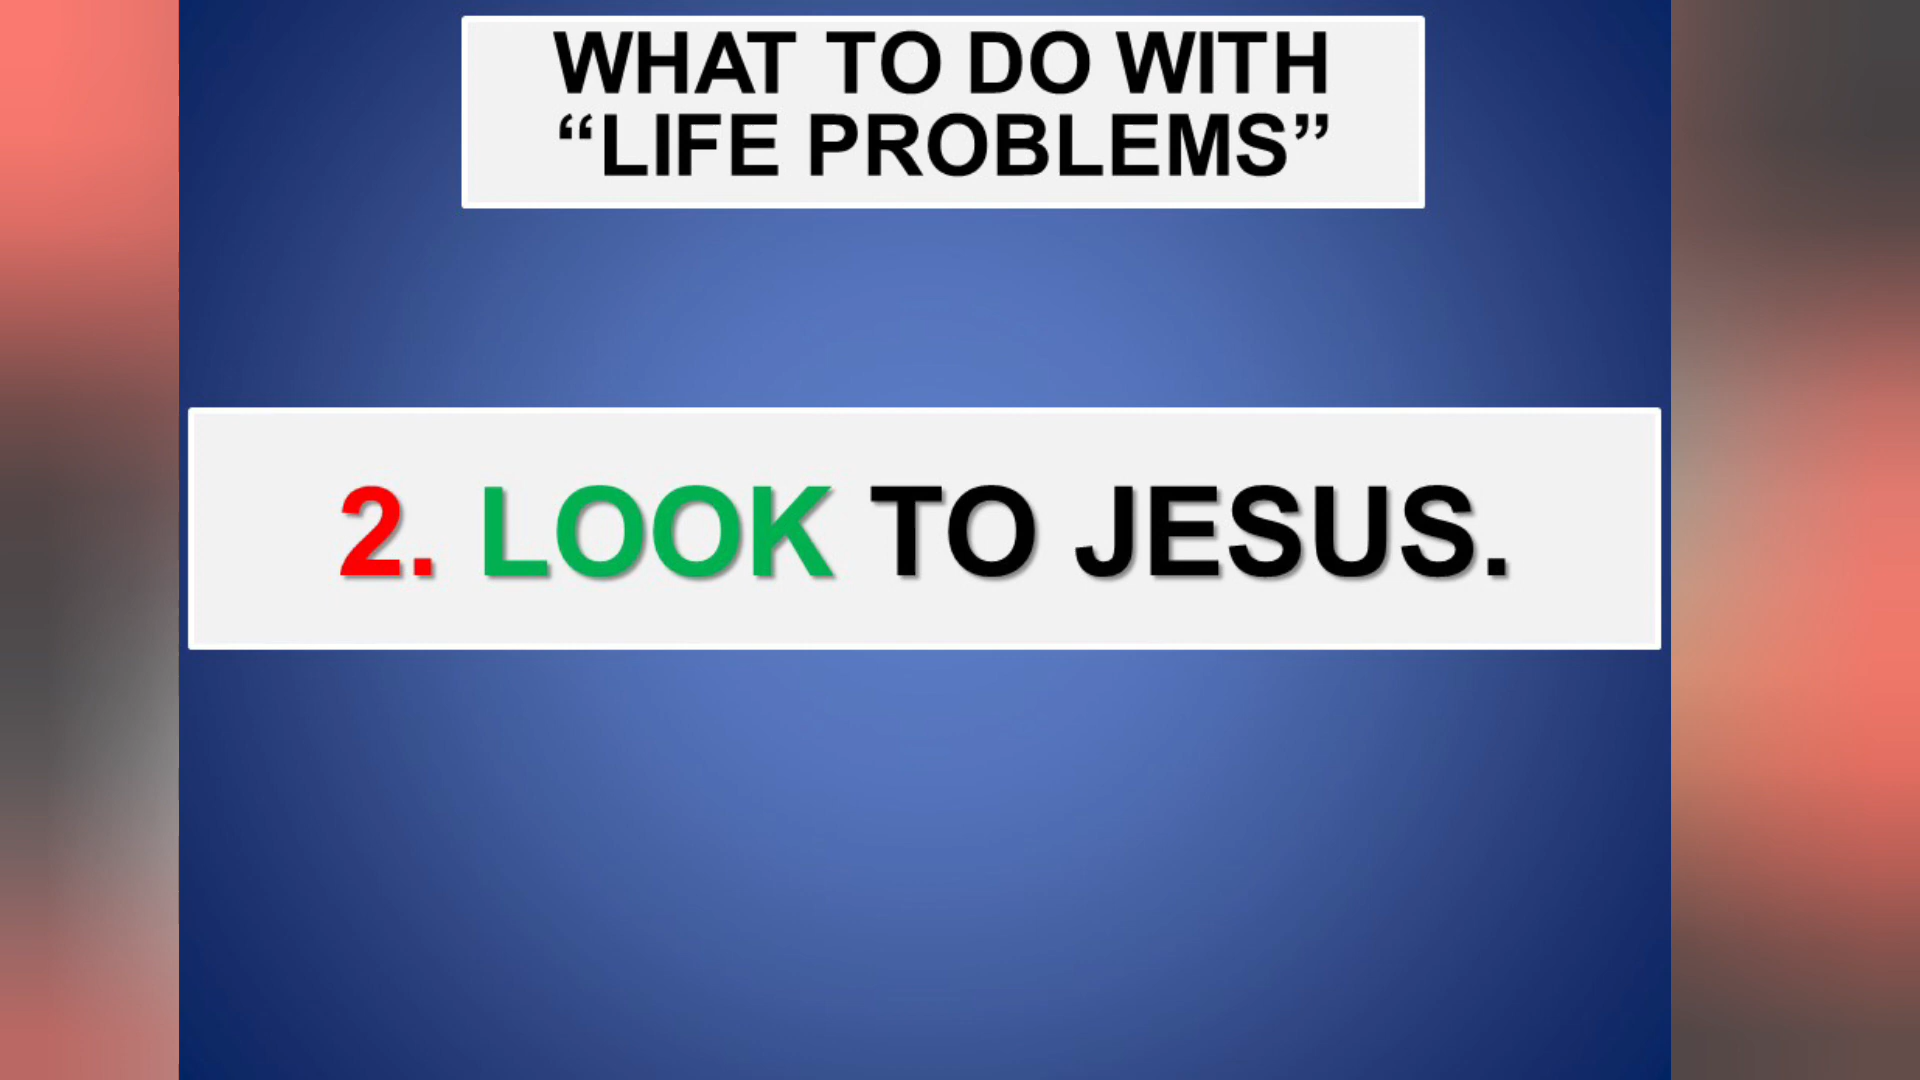 WHAT TO DO WITH
“LIFE PROBLEMS”
2. LOOK TO JESUS.